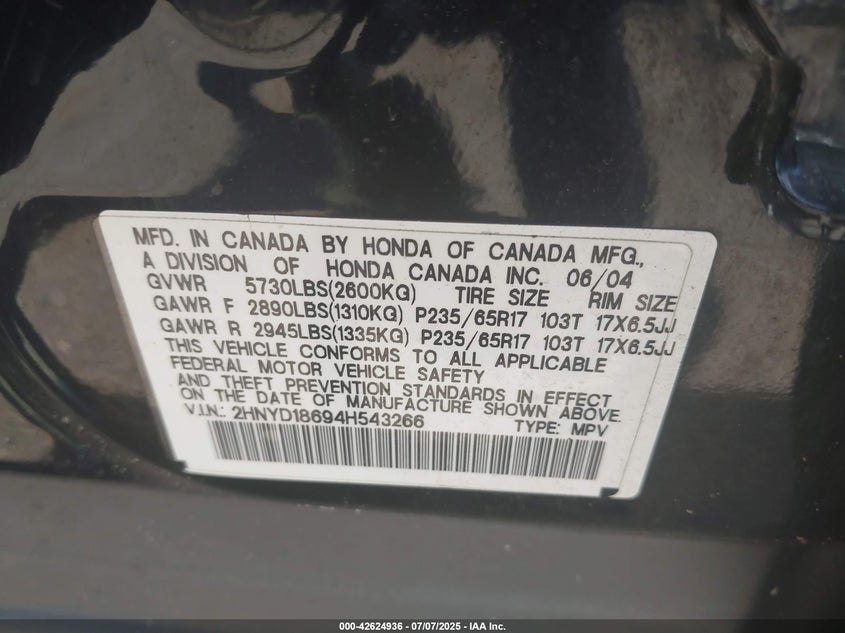 MFD. IN CANADA BY HONDA OF CANADA MFG.,
A DIVISION OF HONDA CANADA INC. 06/04
GVWR 5730LBS(2600KG) TIRE SIZE RIM SIZE
GAWR F 2890LBS(1310KG) P235/65R17 103T 17X6.5JJ
GAWR R 2945LBS(1335KG) P235/65R17 103T 17X6.5JJ
THIS VEHICLE CONFORMS TO ALL APPLICABLE
FEDERAL MOTOR VEHICLE SAFETY
AND THEFT PREVENTION STANDARDS IN EFFECT
ON THE DATE OF MANUFACTURE SHOWN ABOVE.
V.I.N.: 2HNYD18694H543266 TYPE: MPV
000-42624936 - 07/07/2025 - IAA Inc.